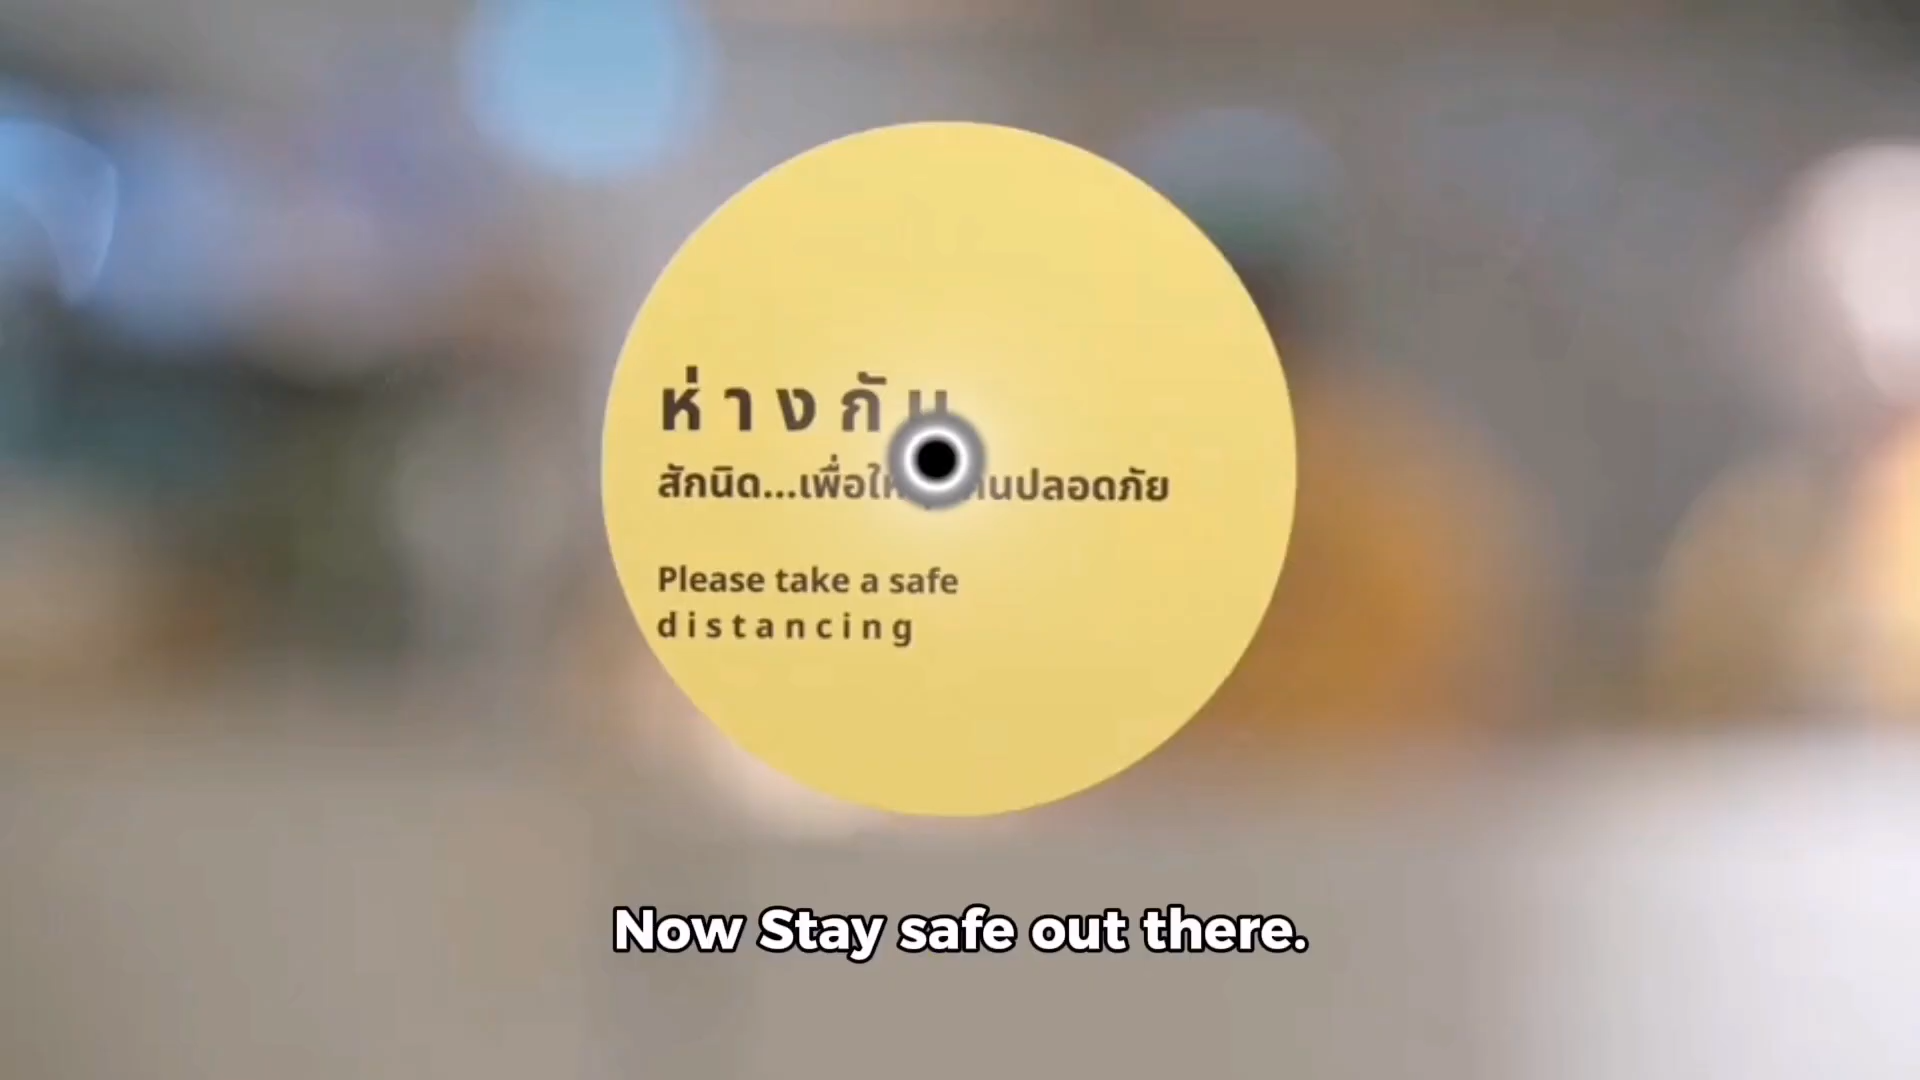 ห่างกัน
สักนิด...เพื่อให้
ปลอดภัย
Please take a safe
distancing
Now Stay safe out there.